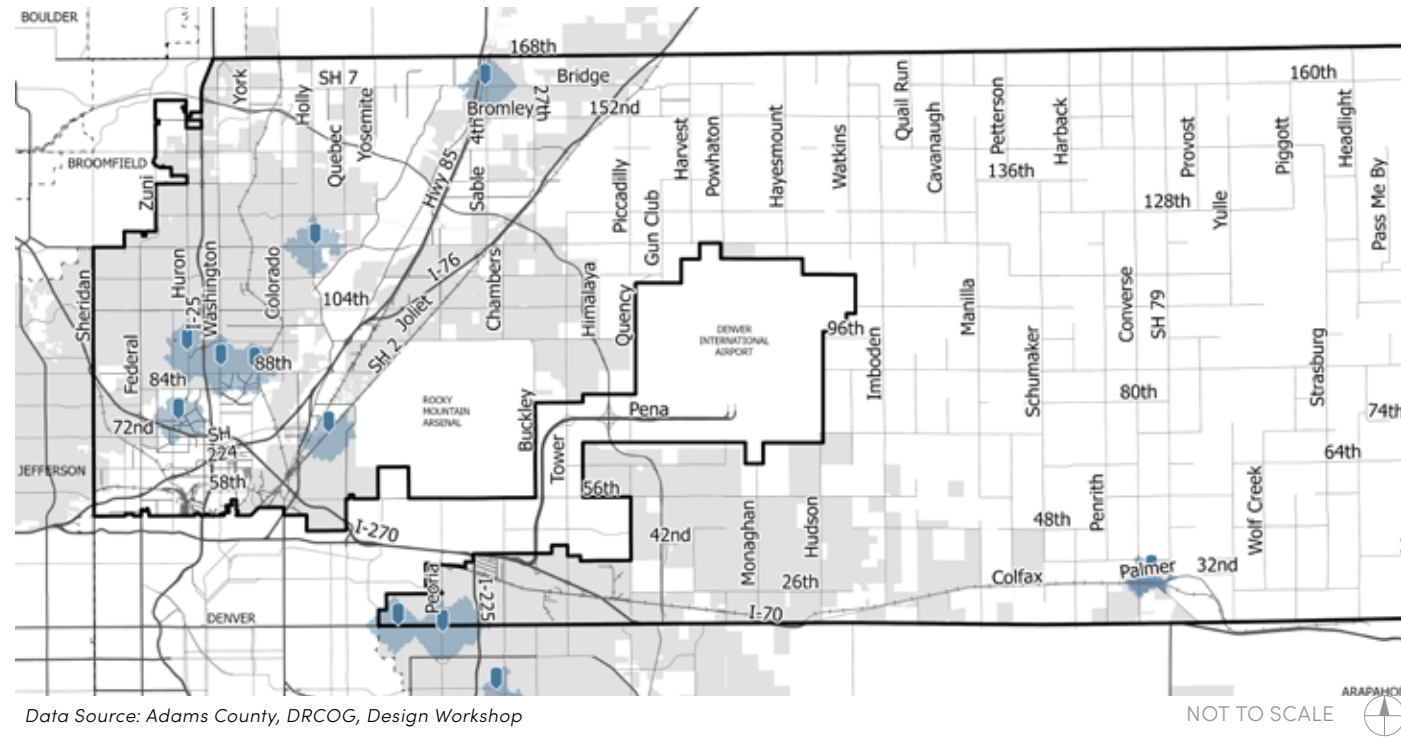 BOULDER
168th
Bridge
SH 7
160th
York
Holly
Quebec
Yosemite
Bromley
27th
4th
152nd
Quail Run
Cavanaugh
Petterson
Harback
Provost
Piggott
Headlight
Pass Me By
Harvest
Powhaton
Hayesmount
Watkins
136th
128th
Yulle
BROOMFIELD
Zuni
Hwy 85
Sable
Piccadilly
Gun Club
I-76
Huron
I-25
Washington
Colorado
104th
Joliet
SH 2
Chambers
Himalaya
Quency
Sheridan
Federal
88th
84th
72nd
SH
224
58th
DENVER
INTERNATIONAL
AIRPORT
96th
Imboden
Manilla
Schumaker
Converse
SH 79
80th
Strasburg
74th
64th
ROCKY
MOUNTAIN
ARSENAL
Buckley
Pena
Tower
56th
JEFFERSON
I-270
42nd
Monaghan
Hudson
26th
48th
Penrith
Wolf Creek
Colfax
Palmer
32nd
Peoria
I-225
I-70
DENVER
ARAPAHO
Data Source: Adams County, DRCOG, Design Workshop
NOT TO SCALE